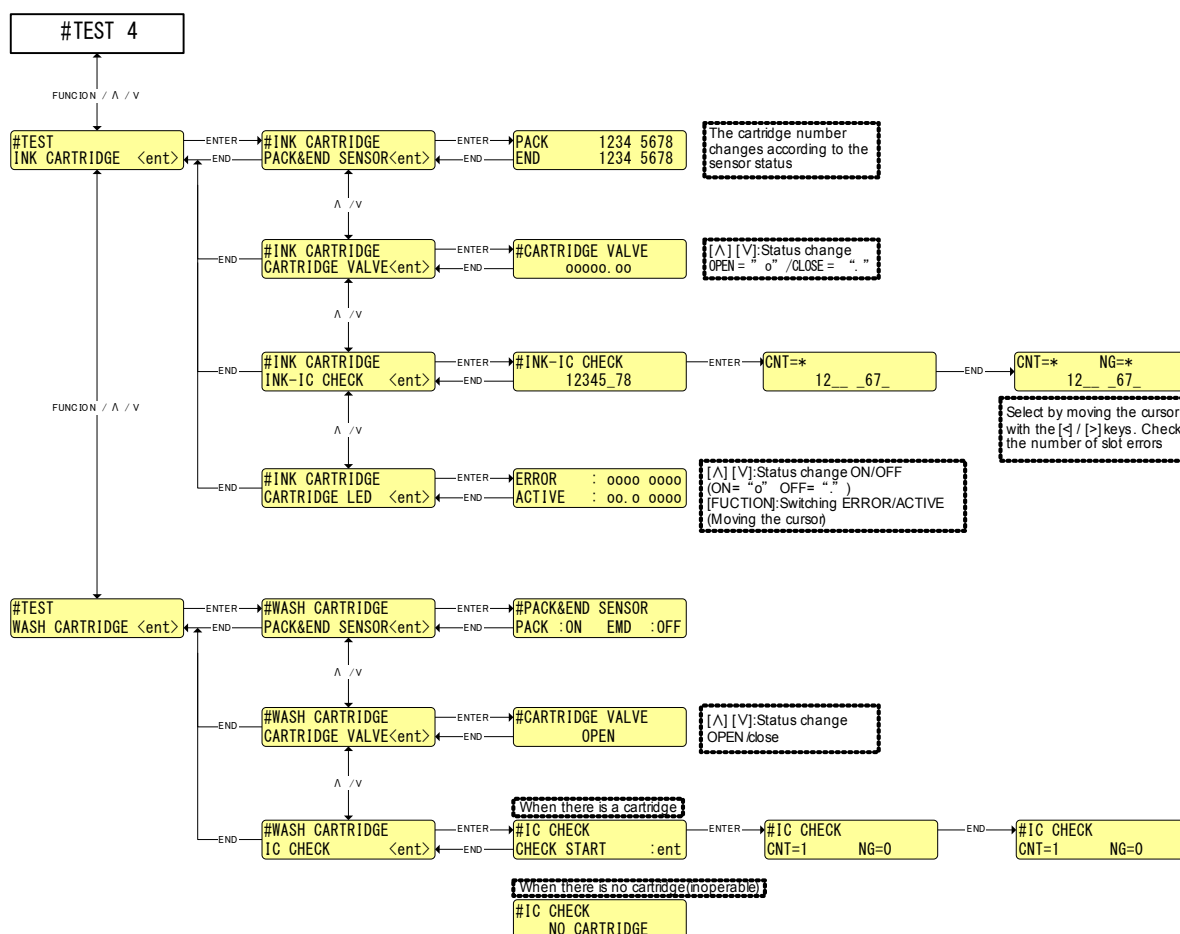 #TEST 4
FUNCION / Λ / V
#TEST
INK CARTRIDGE <ent>
ENTER
END
#INK CARTRIDGE
PACK&END SENSOR<ent>
ENTER
END
PACK 1234 5678
END 1234 5678
The cartridge number
changes according to the
sensor status
Λ / V
END
#INK CARTRIDGE
CARTRIDGE VALVE<ent>
ENTER
END
#CARTRIDGE VALVE
ooooo.oo
[Λ] [V]:Status change
OPEN = ” o” /CLOSE = “. ”
Λ / V
END
#INK CARTRIDGE
INK-IC CHECK <ent>
ENTER
END
#INK-IC CHECK
12345_78
ENTER
CNT=*
12__ _67_
END
CNT=* NG=*
12__ _67_
Select by moving the cursor
with the [<] / [>] keys. Check
the number of slot errors
FUNCION / Λ / V
Λ / V
END
#INK CARTRIDGE
CARTRIDGE LED <ent>
ENTER
END
ERROR : oooo oooo
ACTIVE : oo.o oooo
[Λ] [V]:Status change ON/OFF
(ON= “o” OFF= “.” )
[FUCTION]:Switching ERROR/ACTIVE
(Moving the cursor)
#TEST
WASH CARTRIDGE <ent>
ENTER
END
#WASH CARTRIDGE
PACK&END SENSOR<ent>
ENTER
END
#PACK&END SENSOR
PACK :ON EMD :OFF
Λ / V
END
#WASH CARTRIDGE
CARTRIDGE VALVE<ent>
ENTER
END
#CARTRIDGE VALVE
OPEN
[Λ] [V]:Status change
OPEN/close
Λ / V
When there is a cartridge
END
#WASH CARTRIDGE
IC CHECK <ent>
ENTER
END
#IC CHECK
CHECK START :ent
ENTER
#IC CHECK
CNT=1 NG=0
END
#IC CHECK
CNT=1 NG=0
When there is no cartridge(inoperable)
#IC CHECK
NO CARTRIDGE